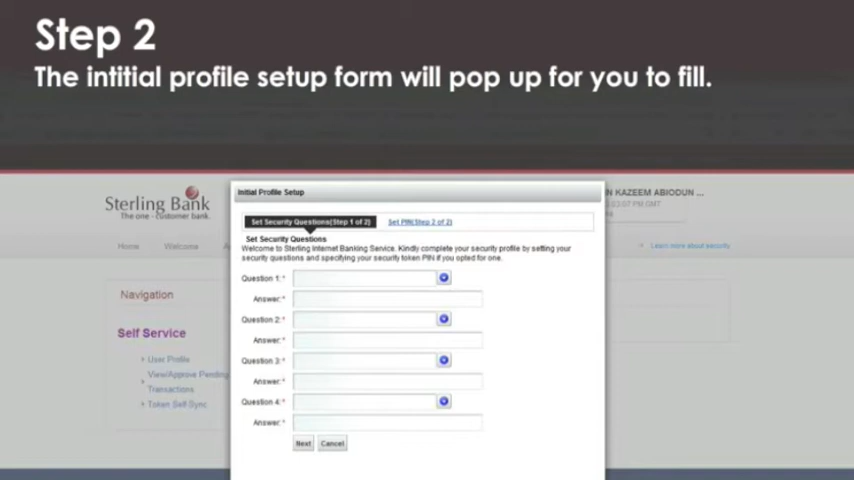 Step 2
The intitial profile setup form will pop up for you to fill.
Initial Profile Setup
N KAZEEM ABIODUN ...
03:07 PM GMT
Sterling Bank
The one - customer bank.
Set Security Questions(Step 1 of 2) Set PIN(Step 2 of 2)
Home Welcome
Learn more about security
Set Security Questions
Welcome to Sterling Internet Banking Service. Kindly complete your security profile by setting your
security questions and specifying your security token PIN if you opted for one.
Navigation
Self Service
User Profile
View/Approve Pending
Transactions
Token Self-Sync
Question 1:*
Answer:*
Question 2:*
Answer:*
Question 3:*
Answer:*
Question 4:*
Answer:*
Next Cancel